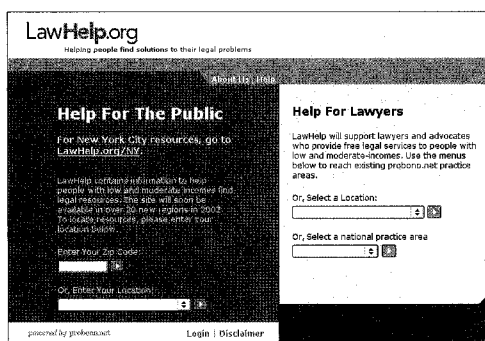 LawHelp.org
Helping people find solutions to their legal problems
About Us | Help
Help For The Public
For New York City resources, go to
LawHelp.org/NY.
LawHelp contains information to help
people with low and moderate incomes find
legal resources. The site will soon be
available in over 20 new regions in 2002.
To locate resources, please enter your
location below.
Enter Your Zip Code:
Or, Enter Your Location:
Help For Lawyers
LawHelp will support lawyers and advocates
who provide free legal services to people with
low and moderate-incomes. Use the menus
below to reach existing probono.net practice
areas.
Or, Select a Location:
Or, Select a national practice area
powered by probono.net
Login | Disclaimer